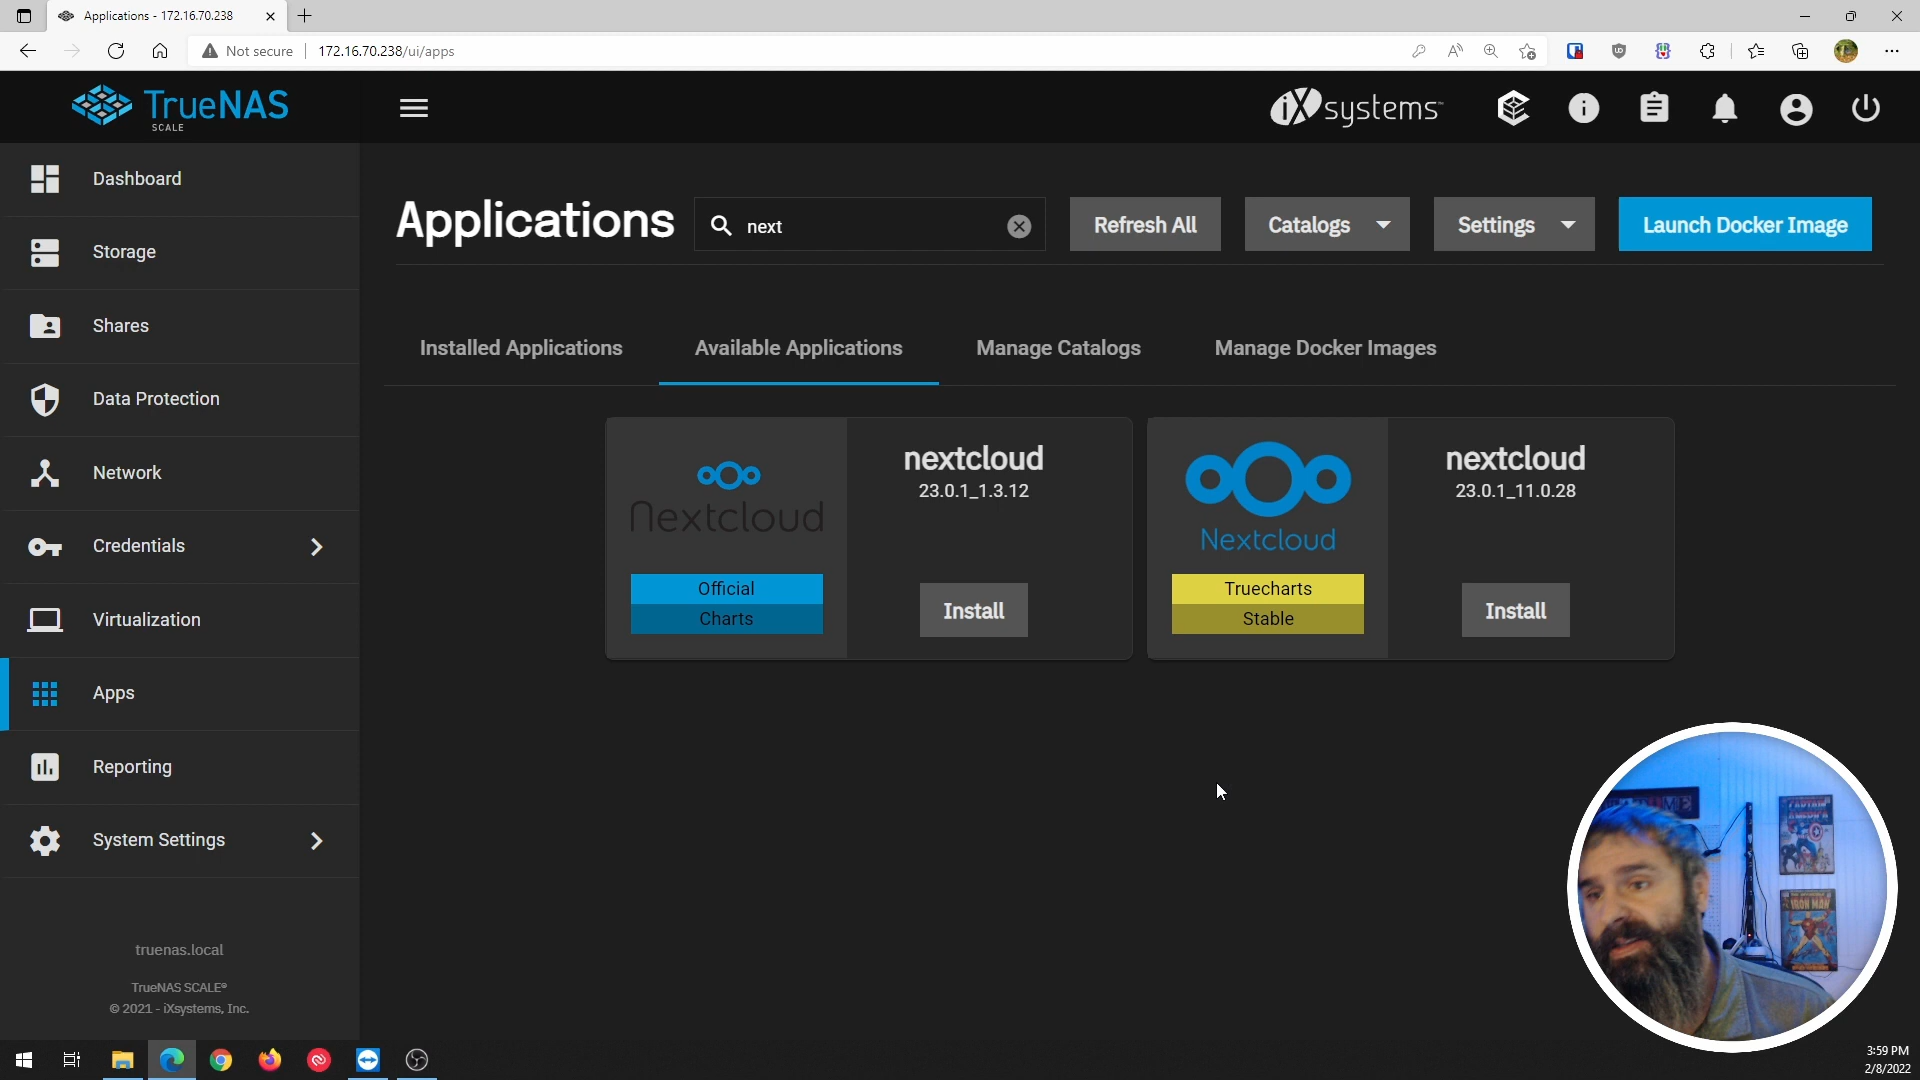 Applications - 172.16.70.238
Not secure
172.16.70.238/ui/apps
TrueNAS
SCALE
iXsystems
Dashboard
Storage
Shares
Data Protection
Network
Credentials
Virtualization
Apps
Reporting
System Settings
truenas.local
TrueNAS SCALE®
© 2021 - iXsystems, Inc.
Applications
next
Refresh All
Catalogs
Settings
Launch Docker Image
Installed Applications
Available Applications
Manage Catalogs
Manage Docker Images
Nextcloud
Official
Charts
nextcloud
23.0.1_1.3.12
Install
Nextcloud
Truecharts
Stable
nextcloud
23.0.1_11.0.28
Install
CAPTAIN
AMERICA
IRON MAN
3:59 PM
2/8/2022